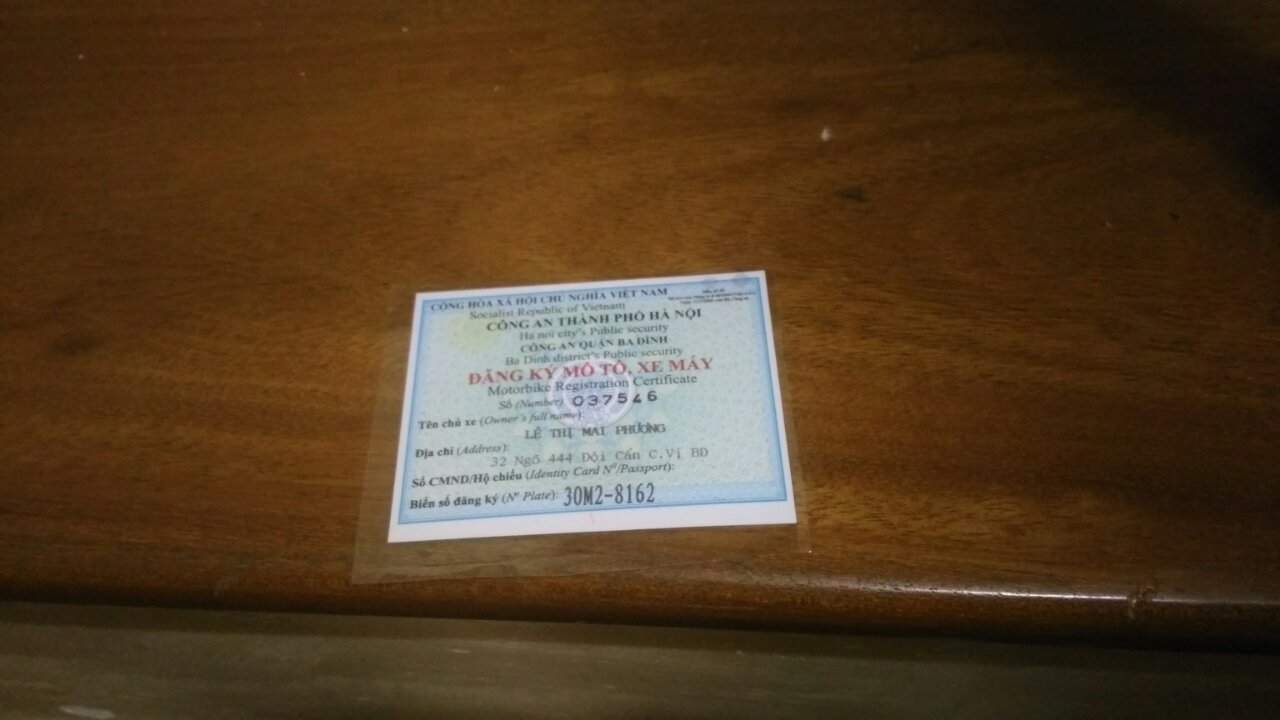 CỘNG HÒA XÃ HỘI CHỦ NGHĨA VIỆT NAM
Socialist Republic of Vietnam
CÔNG AN THÀNH PHỐ HÀ NỘI
Ha noi city's Public security
CÔNG AN QUẬN BA ĐÌNH
Ba Dinh district's Public security
ĐĂNG KÝ MÔ TÔ, XE MÁY
Motorbike Registration Certificate
Số (Number): 037546
Tên chủ xe (Owner's full name):
LÊ THỊ MAI PHƯƠNG
Địa chỉ (Address):
32 Ngõ 444 Đội Cấn C.Vị BD
Số CMND/Hộ chiếu (Identity Card N°/Passport):
Biển số đăng ký (N° Plate): 30M2-8162